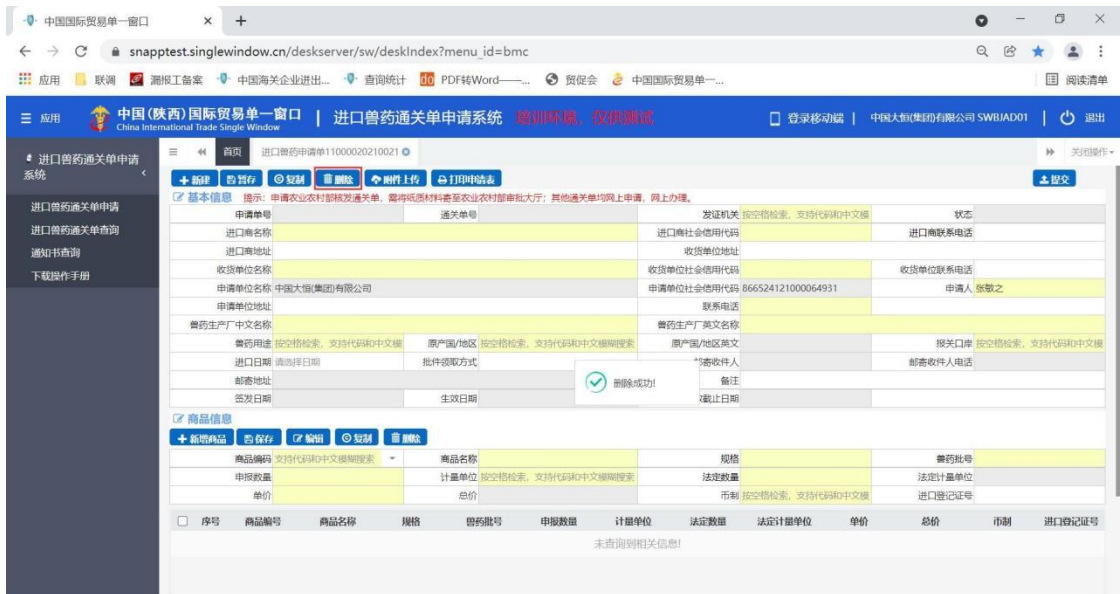 中国国际贸易单一窗口
snapptest.singlewindow.cn/deskserver/sw/deskIndex?menu_id=bmc
应用 联调 漏报工备案 中国海关企业进出... 查询统计 PDF转Word——... 贸促会 中国国际贸易单一... 阅读清单
应用 中国(陕西)国际贸易单一窗口 | 进口兽药通关单申请系统 培训环境，仅供测试 登录移动端 | 中国大恒(集团)有限公司 SWBJAD01 | 退出
China International Trade Single Window
进口兽药通关单申请系统
进口兽药通关单申请
进口兽药通关单查询
通知书查询
下载操作手册
首页 进口兽药申请单11000020210021 关闭操作
新建 暂存 复制 删除 附件上传 打印申请表 提交
基本信息 提示：申请农业农村部核发通关单，需将纸质材料寄至农业农村部审批大厅；其他通关单均网上申请，网上办理。
申请单号 通关单号 发证机关 按空格检索，支持代码和中文模 状态
进口商名称 进口商社会信用代码 进口商联系电话
进口商地址 收货单位地址
收货单位名称 收货单位社会信用代码 收货单位联系电话
申请单位名称 中国大恒(集团)有限公司 申请单位社会信用代码 866524121000064931 申请人 张敬之
申请单位地址 联系电话
兽药生产厂中文名称 兽药生产厂英文名称
兽药用途 按空格检索，支持代码和中文模 原产国/地区 按空格检索，支持代码和中文模糊搜索 原产国/地区英文 报关口岸 按空格检索，支持代码和中文模
进口日期 请选择日期 批件领取方式 邮寄收件人 邮寄收件人电话
邮寄地址 备注
签发日期 生效日期 截止日期
删除成功!
商品信息
新增商品 保存 编辑 复制 删除
商品编码 支持代码和中文模糊搜索 商品名称 规格 兽药批号
申报数量 计量单位 按空格检索，支持代码和中文模糊搜索 法定数量 法定计量单位
单价 总价 币制 按空格检索，支持代码和中文模 进口登记证号
序号 商品编号 商品名称 规格 兽药批号 申报数量 计量单位 法定数量 法定计量单位 单价 总价 币制 进口登记证号
未查询到相关信息!